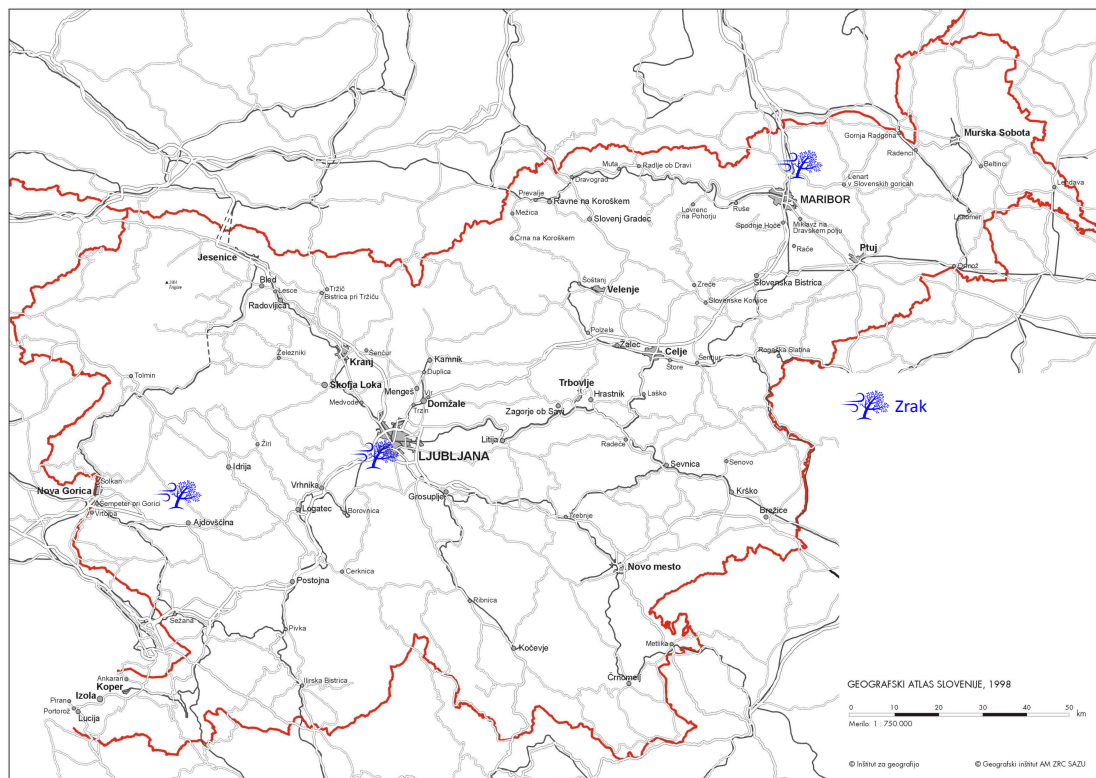 Gornja Radgona
Murska Sobota
Radenci
Beltinci
Muta
Radlje ob Dravi
Dravograd
Lenart
v Slovenskih goricah
Lendava
Prevalje
Ravne na Koroškem
MARIBOR
Mežica
Slovenj Gradec
Lovrenc
na Pohorju
Ruše
Ljutomer
Spodnje Hoče
Miklavž na
Dravskem polju
Črna na Koroškem
Rače
Ptuj
Jesenice
Ormož
Bled
Lesce
Tržič
Bistrica pri Tržiču
Radovljica
Šoštanj
Velenje
Zreče
Slovenska Bistrica
Slovenske Konjice
Polzela
Žalec
Celje
Štore
Šentjur
Rogaška Slatina
Železniki
Šenčur
Kranj
Kamnik
Duplica
Tolmin
Škofja Loka
Mengeš
Vir
Medvode
Trzin
Domžale
Trbovlje
Hrastnik
Laško
Zagorje ob Savi
Zrak
Žiri
LJUBLJANA
Litija
Radeče
Idrija
Sevnica
Senovo
Solkan
Nova Gorica
Vrhnika
Grosuplje
Krško
Šempeter pri Gorici
Vrtojba
Ajdovščina
Logatec
Borovnica
Trebnje
Brežice
Cerknica
Postojna
Novo mesto
Ribnica
Sežana
Pivka
Kočevje
Metlika
Črnomelj
Ankaran
Koper
Ilirska Bistrica
Piran
Izola
Portorož
Lucija
GEOGRAFSKI ATLAS SLOVENIJE, 1998
0 10 20 30 40 50 km
Merilo: 1 : 750 000
© Inštitut za geografijo
© Geografski inštitut AM ZRC SAZU